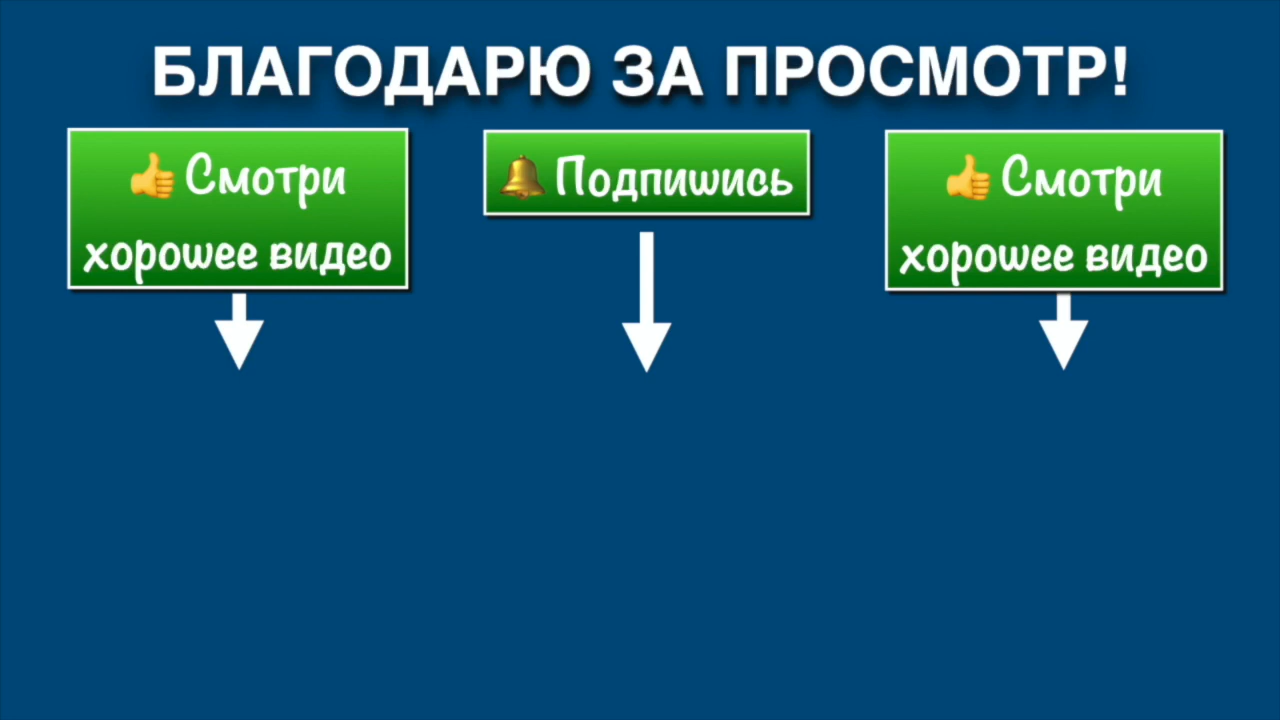 БЛАГОДАРЮ ЗА ПРОСМОТР!
👍 Смотри
хорошее видео
🔔 Подпишись
👍 Смотри
хорошее видео